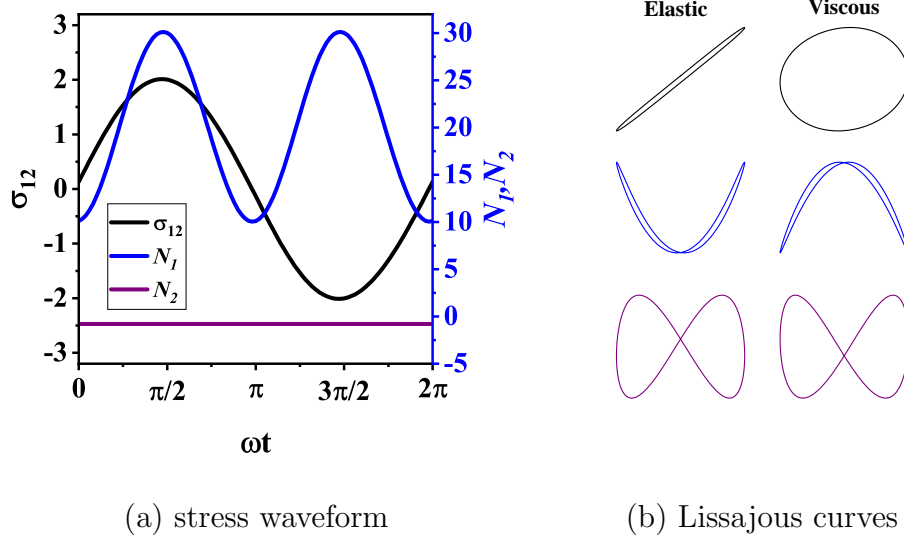 Elastic
Viscous
3
2
1
0
-1
-2
-3
σ12
30
25
20
15
10
5
0
-5
N1,N2
σ12
N1
N2
0
π/2
π
3π/2
2π
ωt
(a) stress waveform
(b) Lissajous curves